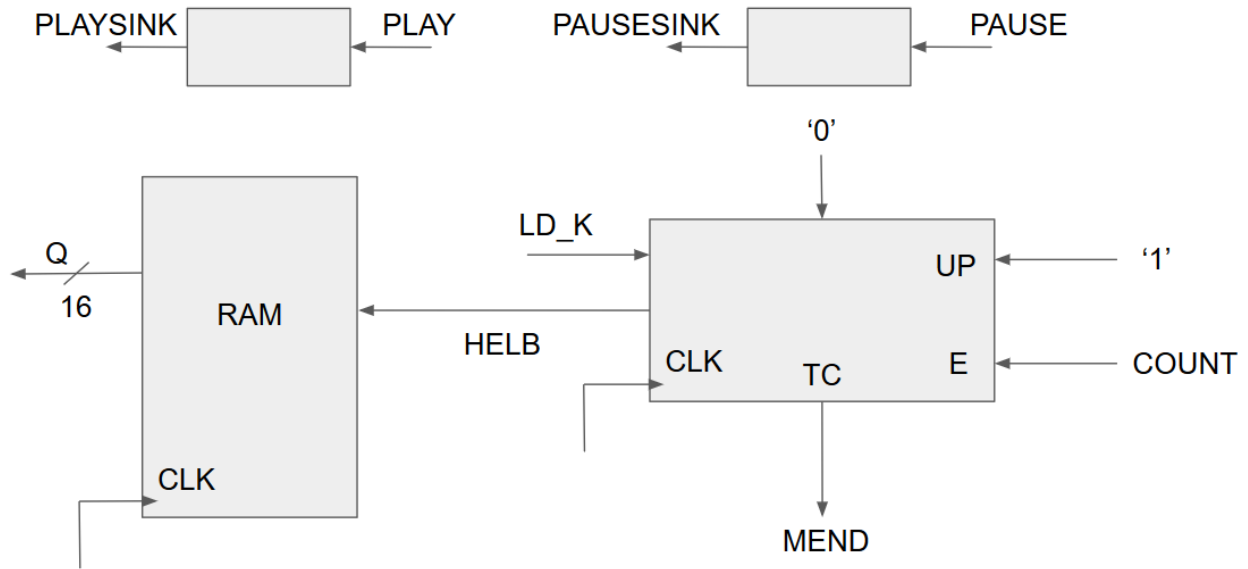 PLAYSINK
PLAY
PAUSESINK
PAUSE
‘0’
LD_K
UP
‘1’
Q
16
RAM
HELB
CLK
TC
E
COUNT
CLK
MEND